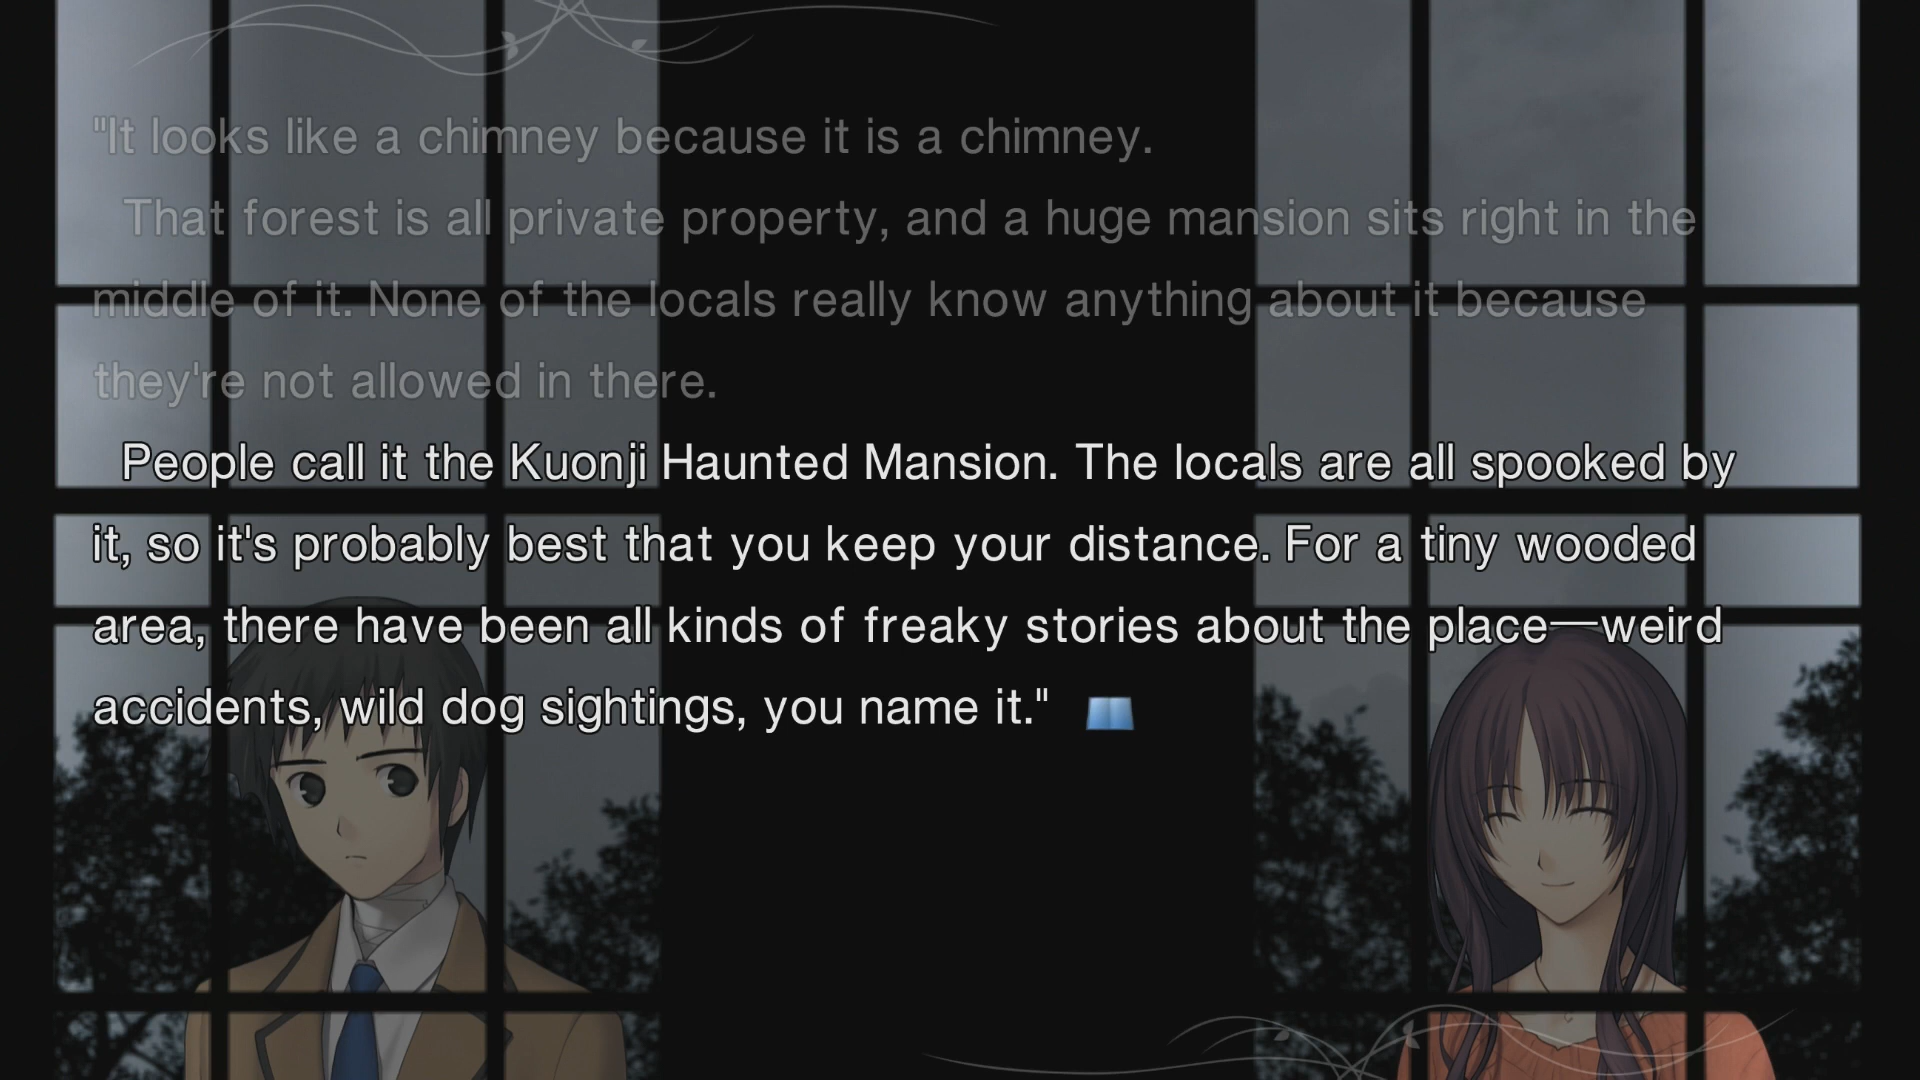 "It looks like a chimney because it is a chimney.
That forest is all private property, and a huge mansion sits right in the
middle of it. None of the locals really know anything about it because
they're not allowed in there.
People call it the Kuonji Haunted Mansion. The locals are all spooked by
it, so it's probably best that you keep your distance. For a tiny wooded
area, there have been all kinds of freaky stories about the place—weird
accidents, wild dog sightings, you name it."